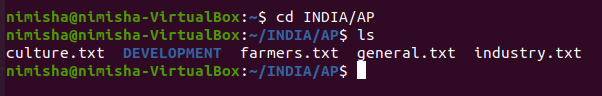 nimisha@nimisha-VirtualBox:~$ cd INDIA/AP
nimisha@nimisha-VirtualBox:~/INDIA/AP$ ls
culture.txt  DEVELOPMENT  farmers.txt  general.txt  industry.txt
nimisha@nimisha-VirtualBox:~/INDIA/AP$